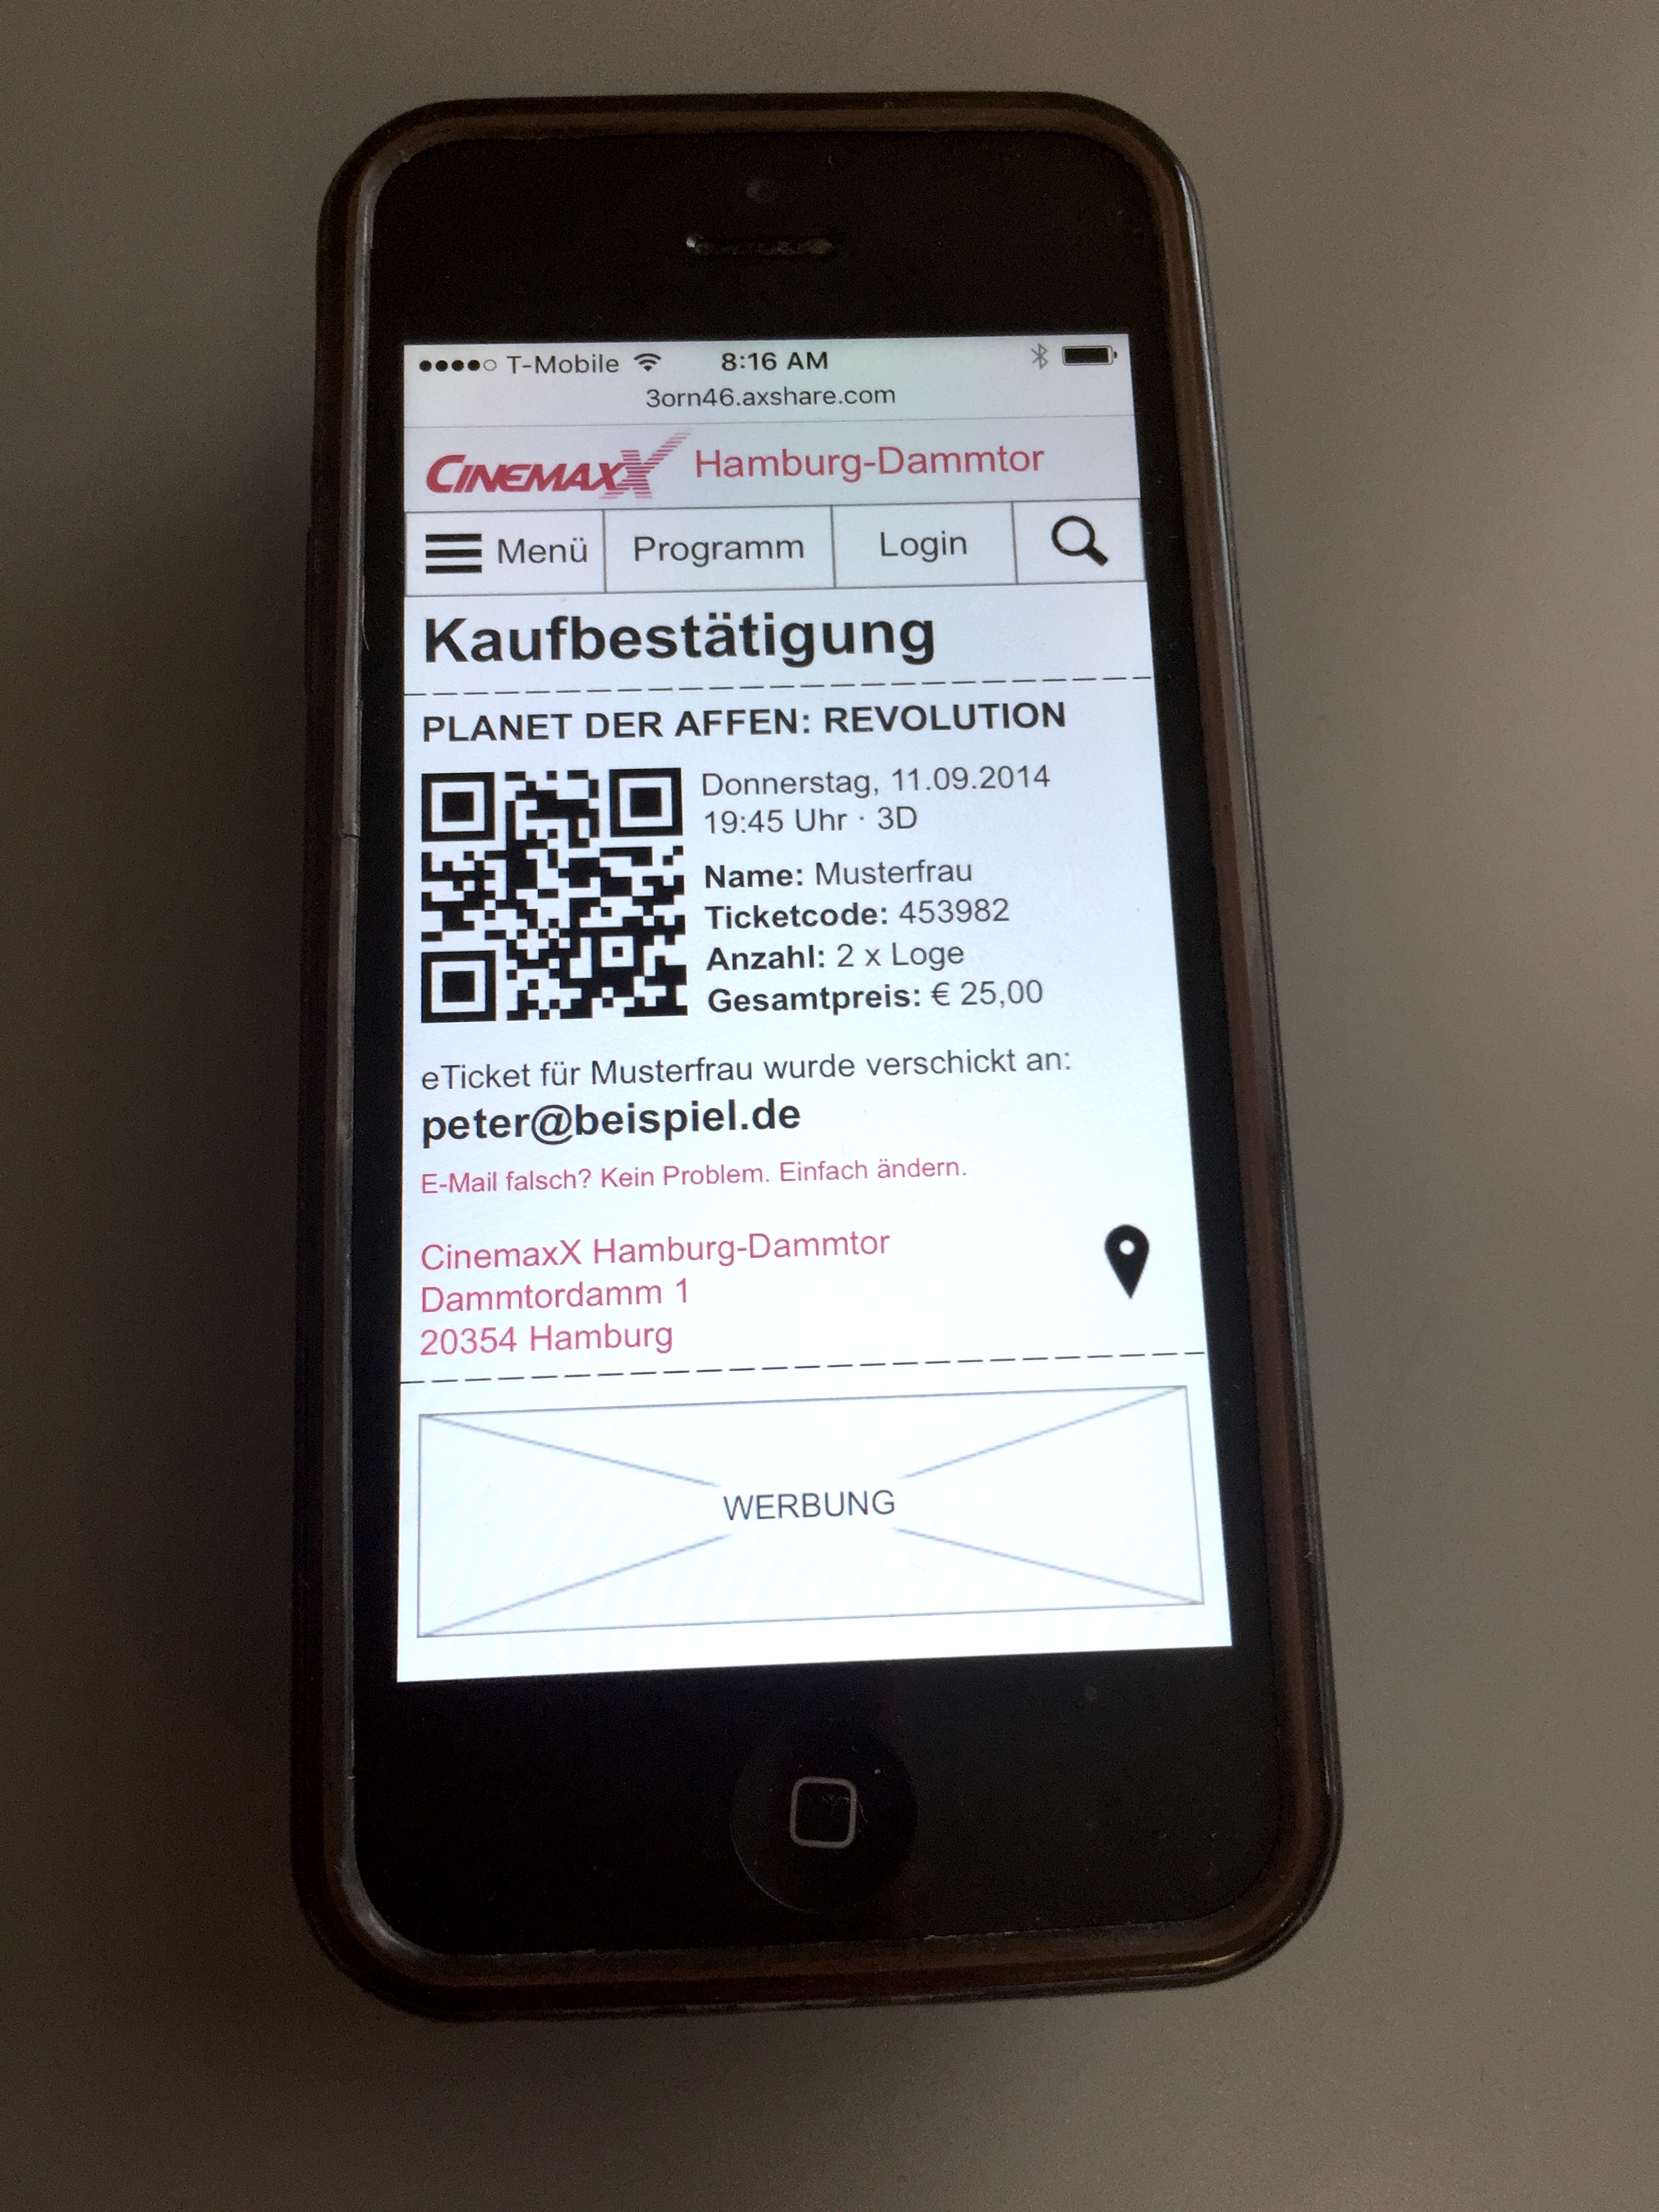 T-Mobile 8:16 AM
3orn46.axshare.com
CINEMAXX Hamburg-Dammtor
Menü Programm Login
Kaufbestätigung
PLANET DER AFFEN: REVOLUTION
Donnerstag, 11.09.2014
19:45 Uhr · 3D
Name: Musterfrau
Ticketcode: 453982
Anzahl: 2 x Loge
Gesamtpreis: € 25,00
eTicket für Musterfrau wurde verschickt an:
peter@beispiel.de
E-Mail falsch? Kein Problem. Einfach ändern.
CinemaxX Hamburg-Dammtor
Dammtordamm 1
20354 Hamburg
WERBUNG